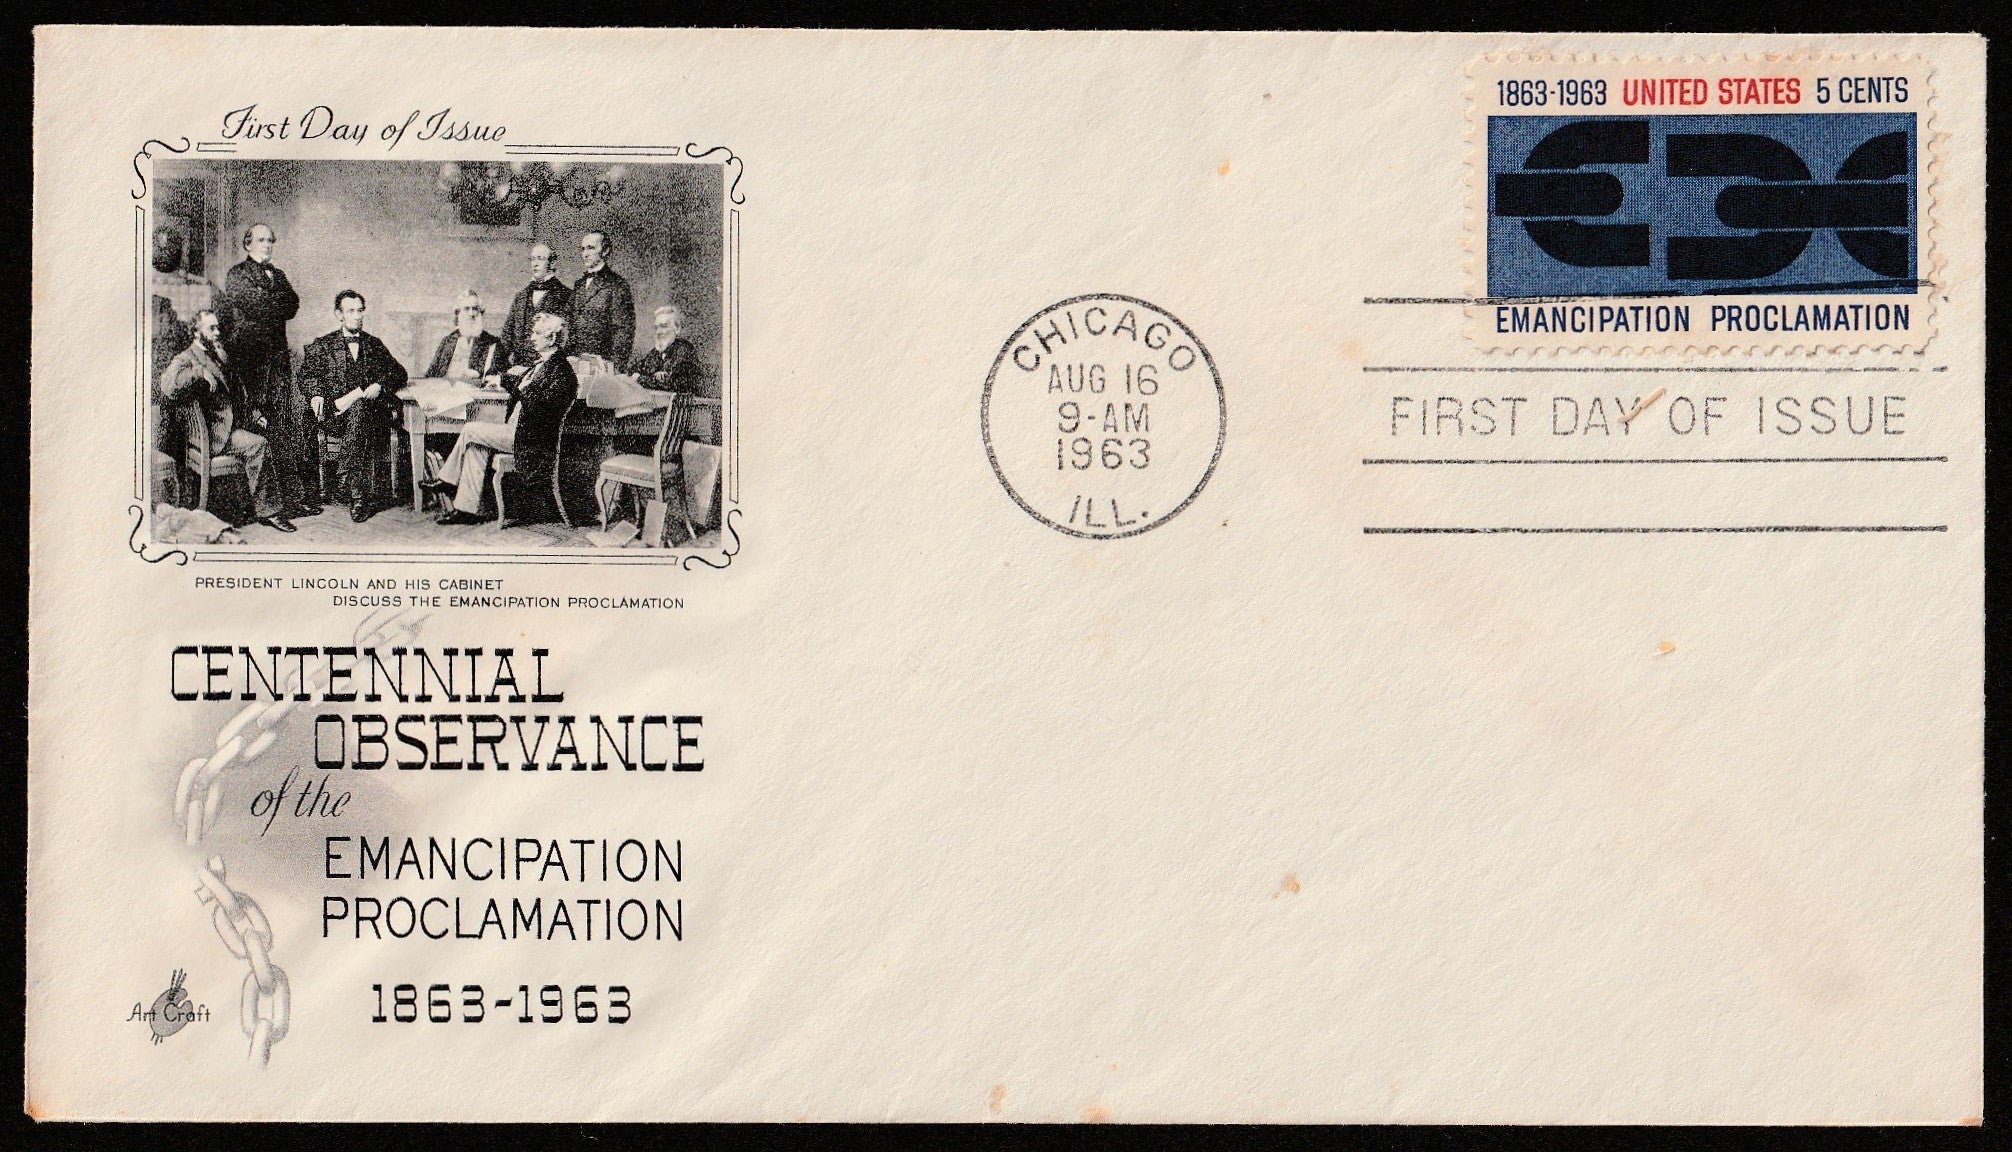 First Day of Issue
PRESIDENT LINCOLN AND HIS CABINET
DISCUSS THE EMANCIPATION PROCLAMATION
CENTENNIAL
OBSERVANCE
of the
EMANCIPATION
PROCLAMATION
1863-1963
Art Craft
CHICAGO
AUG 16
9-AM
1963
ILL.
1863-1963 UNITED STATES 5 CENTS
EMANCIPATION PROCLAMATION
FIRST DAY OF ISSUE